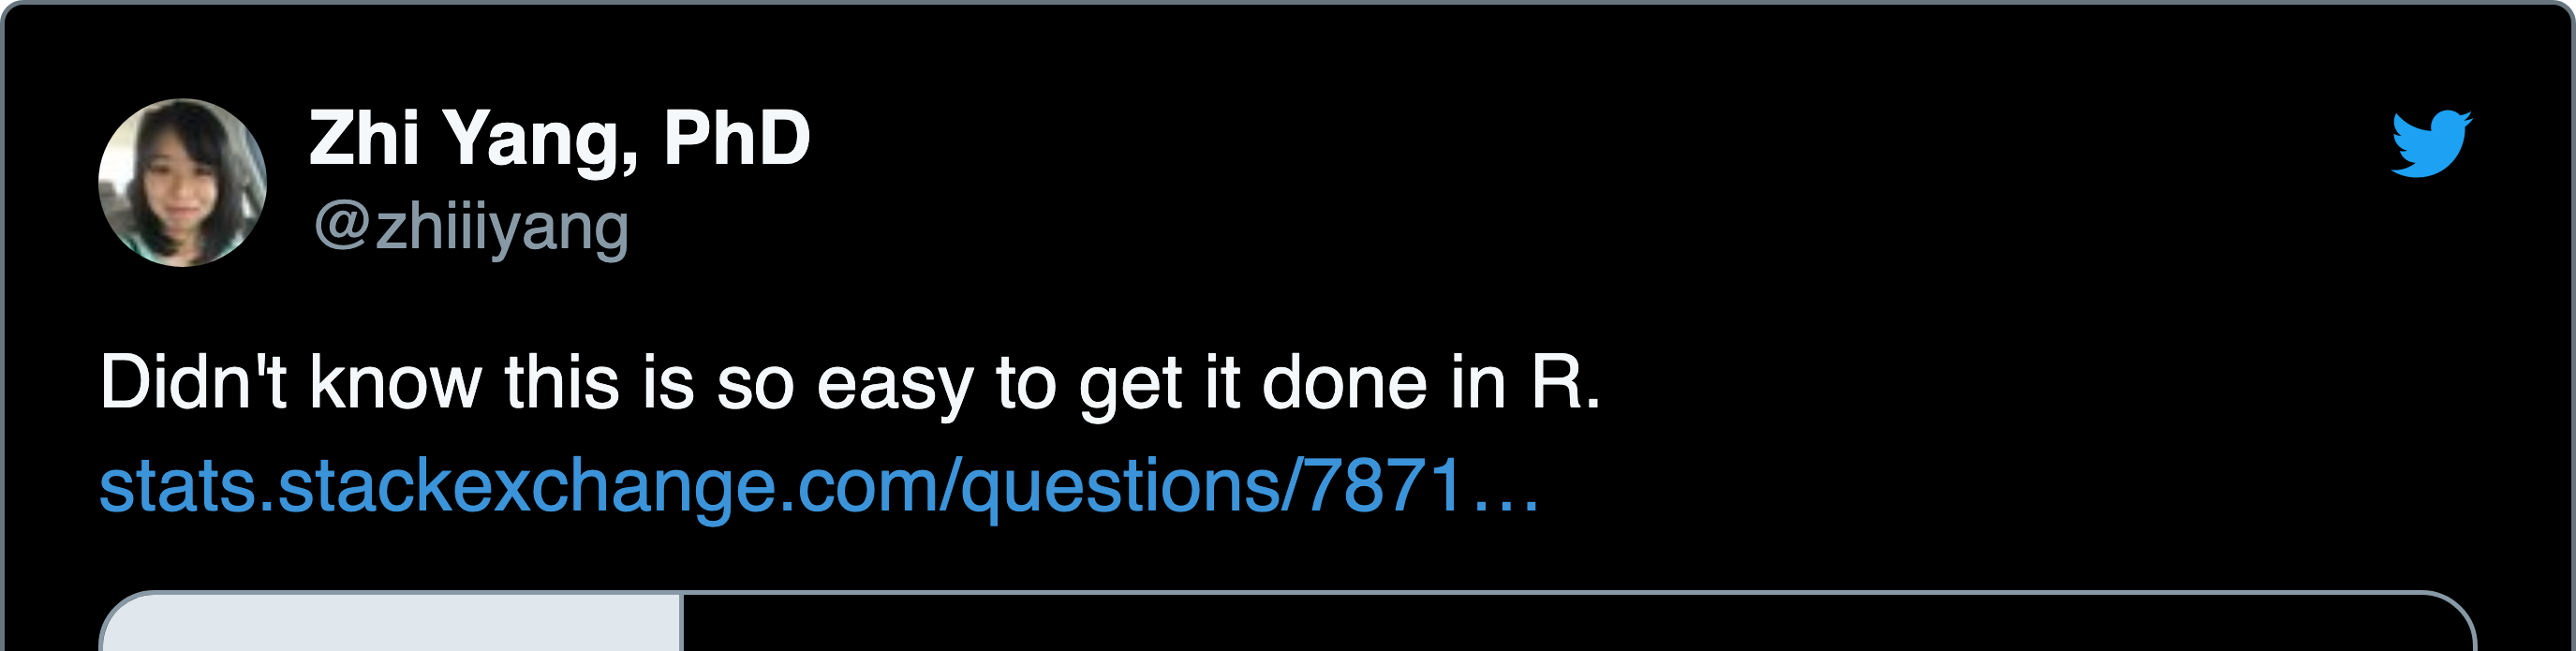 Zhi Yang, PhD
@zhiiiyang
Didn't know this is so easy to get it done in R.
stats.stackexchange.com/questions/7871…